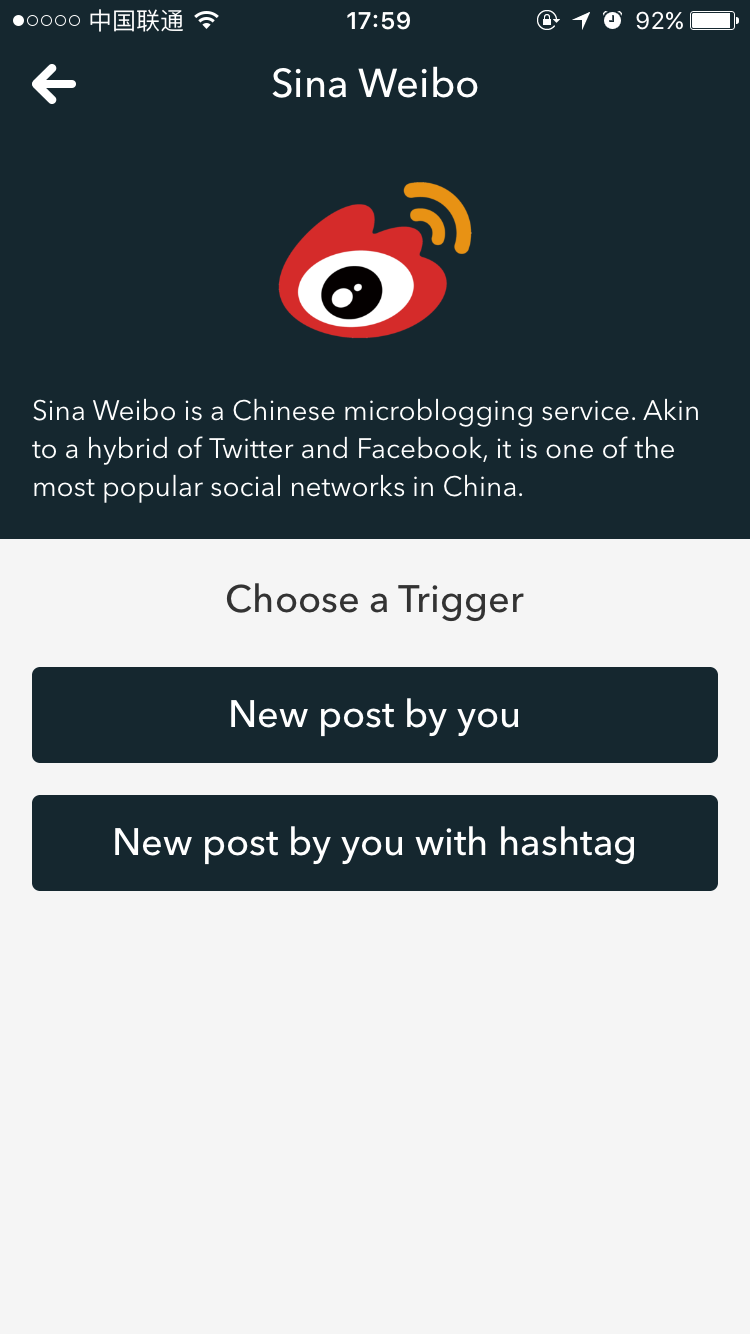 中国联通
17:59
92%
Sina Weibo
Sina Weibo is a Chinese microblogging service. Akin
to a hybrid of Twitter and Facebook, it is one of the
most popular social networks in China.
Choose a Trigger
New post by you
New post by you with hashtag